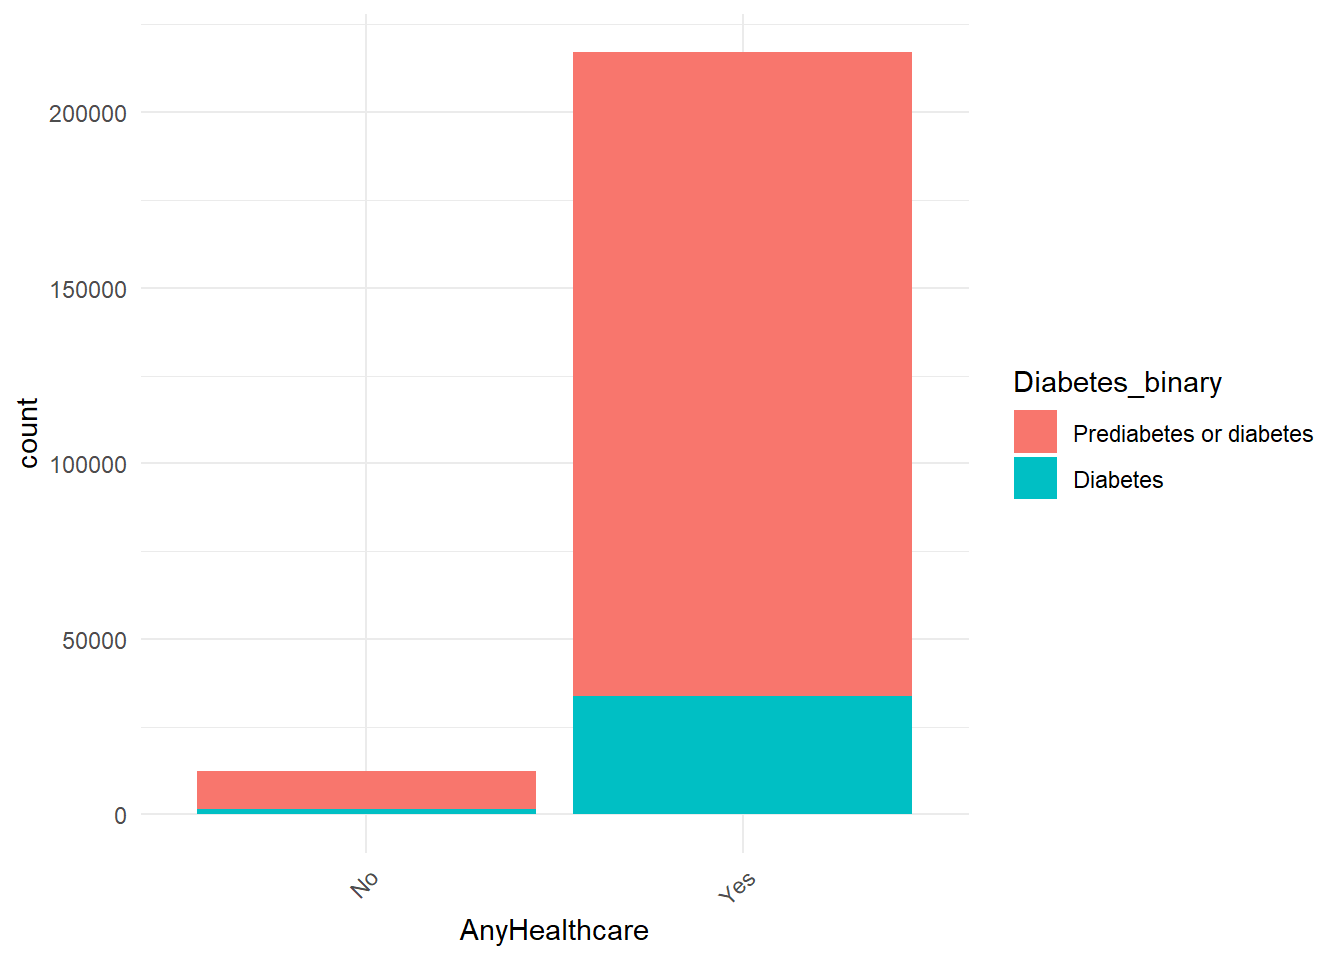 200000
150000
100000
50000
0
count
No
Yes
AnyHealthcare
Diabetes_binary
Prediabetes or diabetes
Diabetes